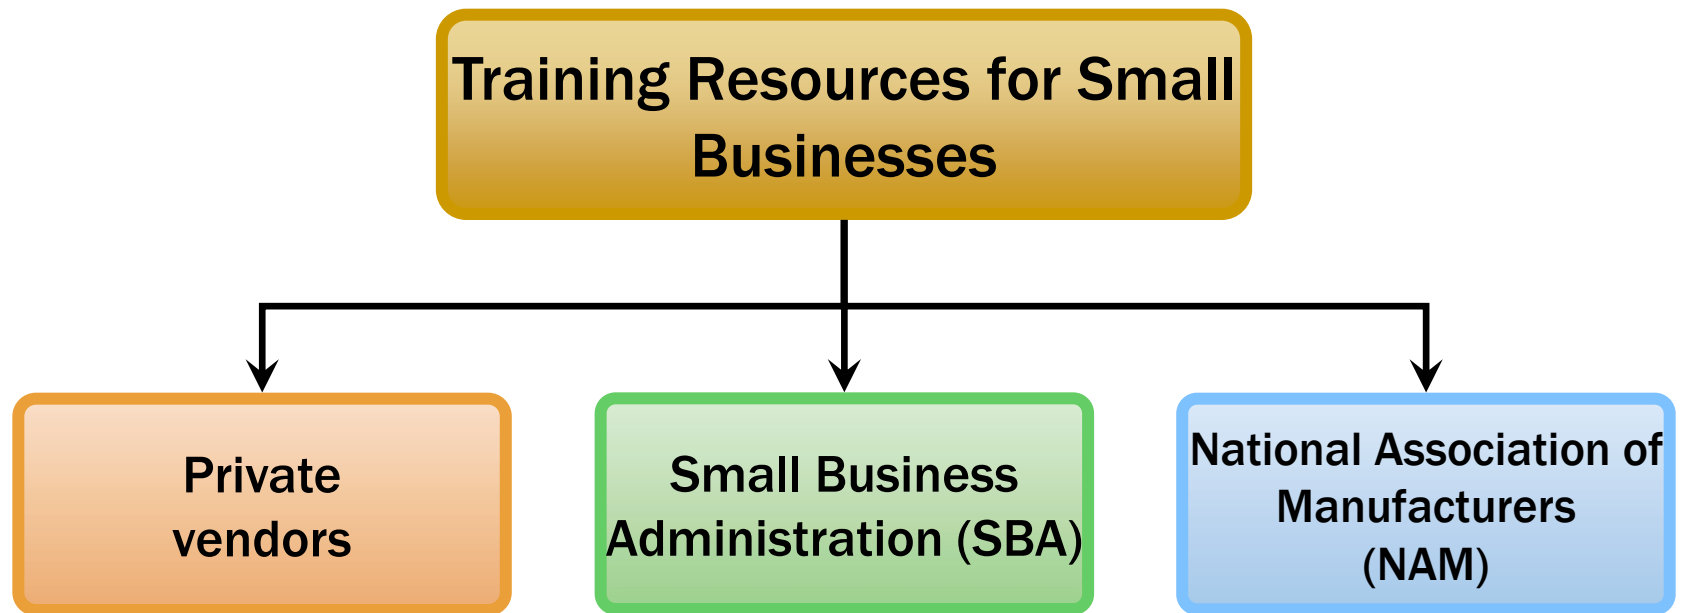 Training Resources for Small
Businesses
Private
vendors
Small Business
Administration (SBA)
National Association of
Manufacturers
(NAM)